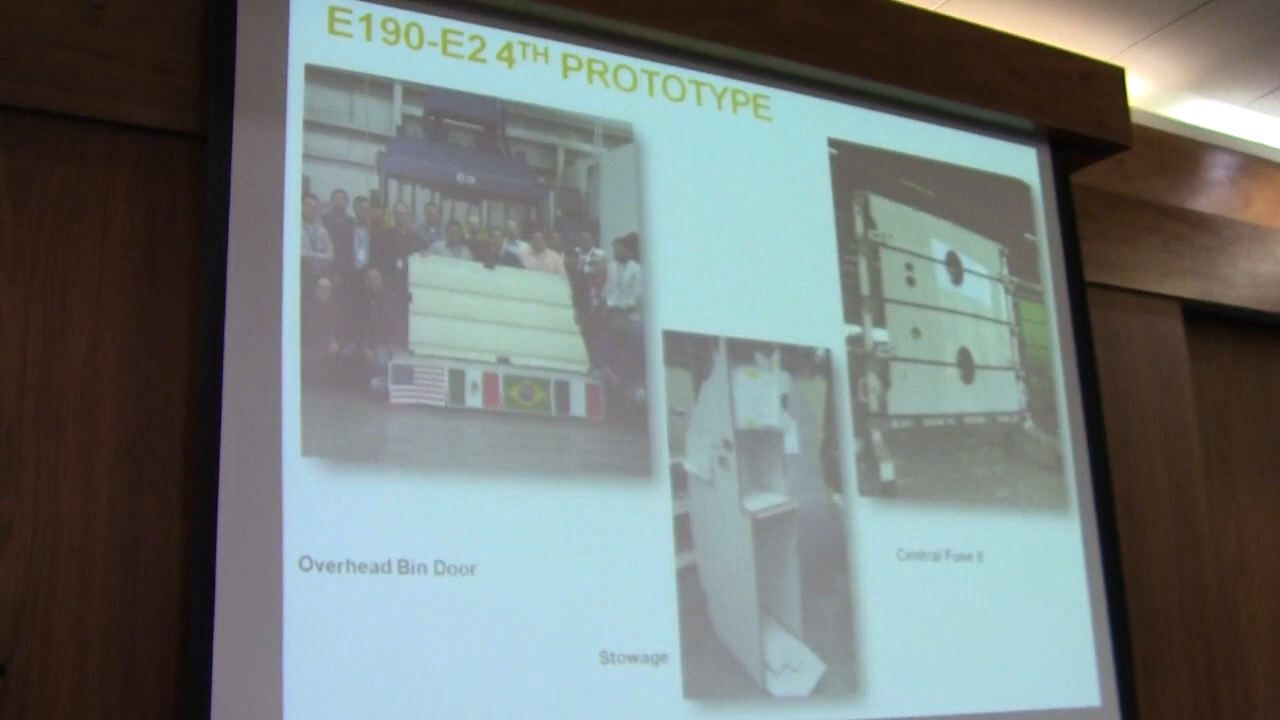 E190-E2 4TH PROTOTYPE
Overhead Bin Door
Central Fuse II
Stowage